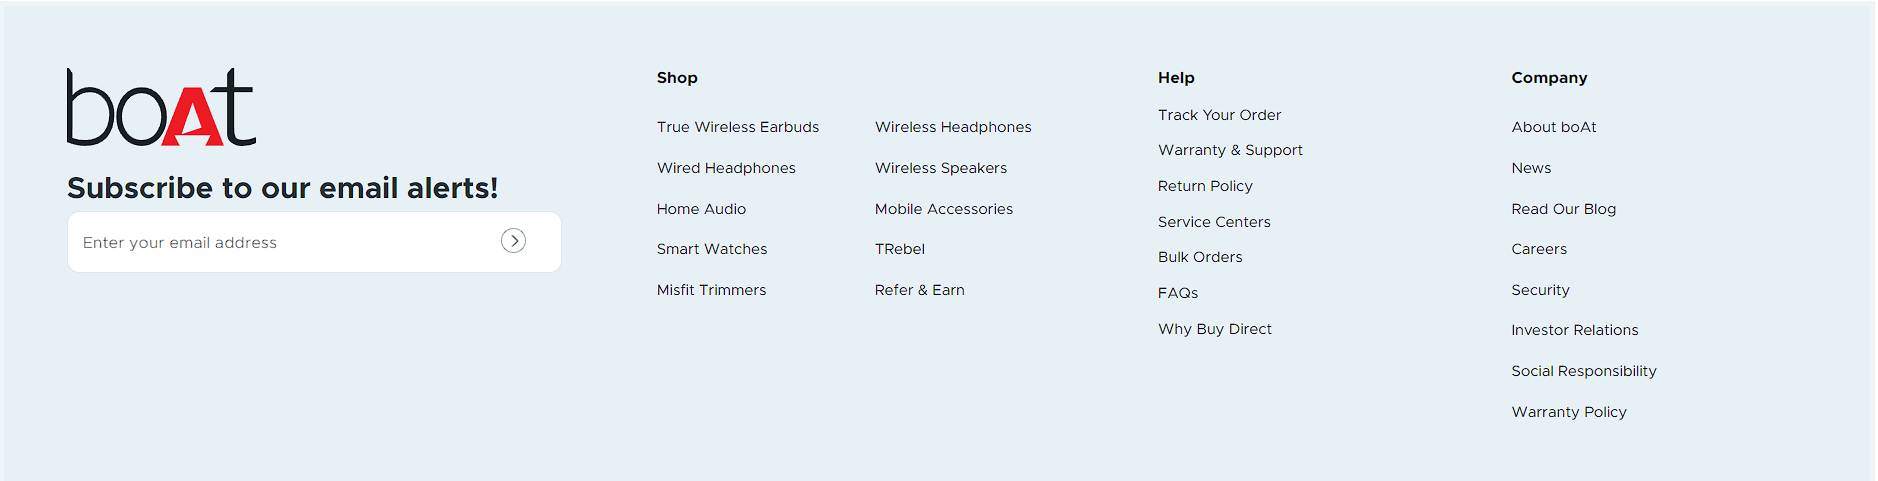 boAt
Subscribe to our email alerts!
Enter your email address
Shop
True Wireless Earbuds
Wired Headphones
Home Audio
Smart Watches
Misfit Trimmers
Wireless Headphones
Wireless Speakers
Mobile Accessories
TRebel
Refer & Earn
Help
Track Your Order
Warranty & Support
Return Policy
Service Centers
Bulk Orders
FAQs
Why Buy Direct
Company
About boAt
News
Read Our Blog
Careers
Security
Investor Relations
Social Responsibility
Warranty Policy